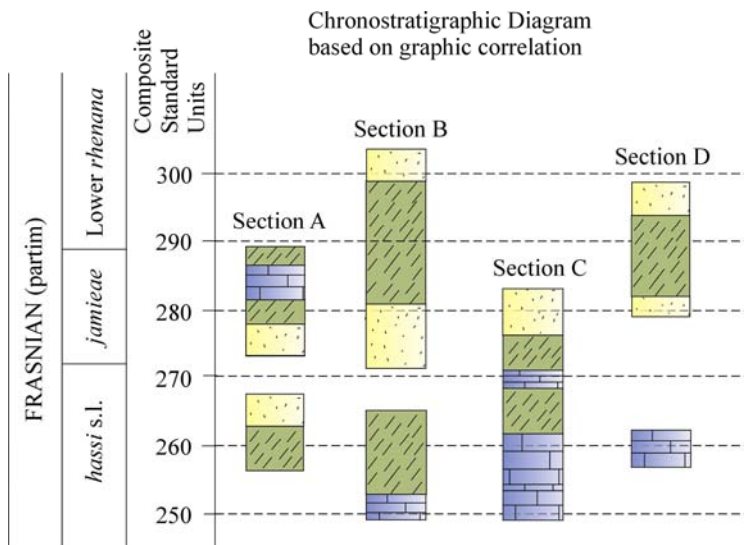 Chronostratigraphic Diagram
based on graphic correlation
Composite
Standard
Units
FRASNIAN (partim)
Lower rhenana
jamieae
hassi s.l.
Section A
Section B
Section C
Section D
300
290
280
270
260
250